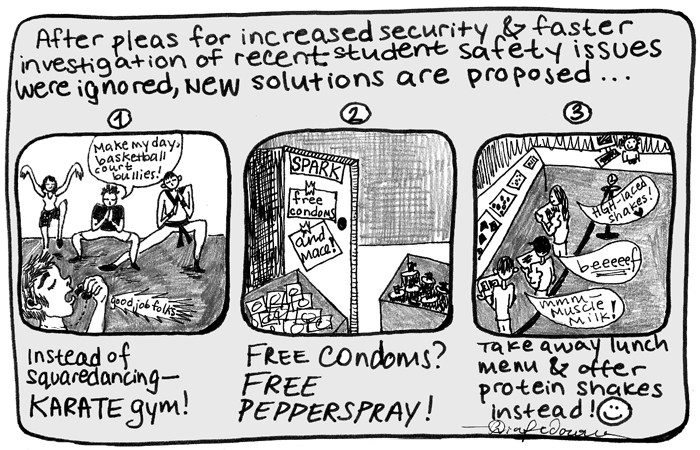 After pleas for increased security & faster
investigation of recent student safety issues
were ignored, new solutions are proposed...
1
2
3
Make my day,
basketball
court
bullies!
good job folks
SPARK
free
condoms
and
mace!
shakes!
beeeeef
mmm—
Muscle
Milk!
Instead of
squaredancing—
KARATE gym!
FREE condoms?
FREE
PEPPERSPRAY!
Take away lunch
menu & offer
protein shakes
instead!